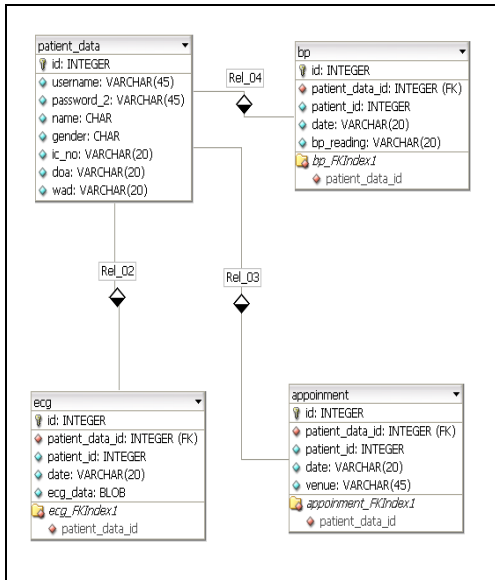 patient_data
id: INTEGER
username: VARCHAR(45)
password_2: VARCHAR(45)
name: CHAR
gender: CHAR
ic_no: VARCHAR(20)
doa: VARCHAR(20)
wad: VARCHAR(20)
Rel_04
bp
id: INTEGER
patient_data_id: INTEGER (FK)
patient_id: INTEGER
date: VARCHAR(20)
bp_reading: VARCHAR(20)
bp_FKIndex1
patient_data_id
Rel_02
Rel_03
ecg
id: INTEGER
patient_data_id: INTEGER (FK)
patient_id: INTEGER
date: VARCHAR(20)
ecg_data: BLOB
ecg_FKIndex1
patient_data_id
appoinment
id: INTEGER
patient_data_id: INTEGER (FK)
patient_id: INTEGER
date: VARCHAR(20)
venue: VARCHAR(45)
appoinment_FKIndex1
patient_data_id